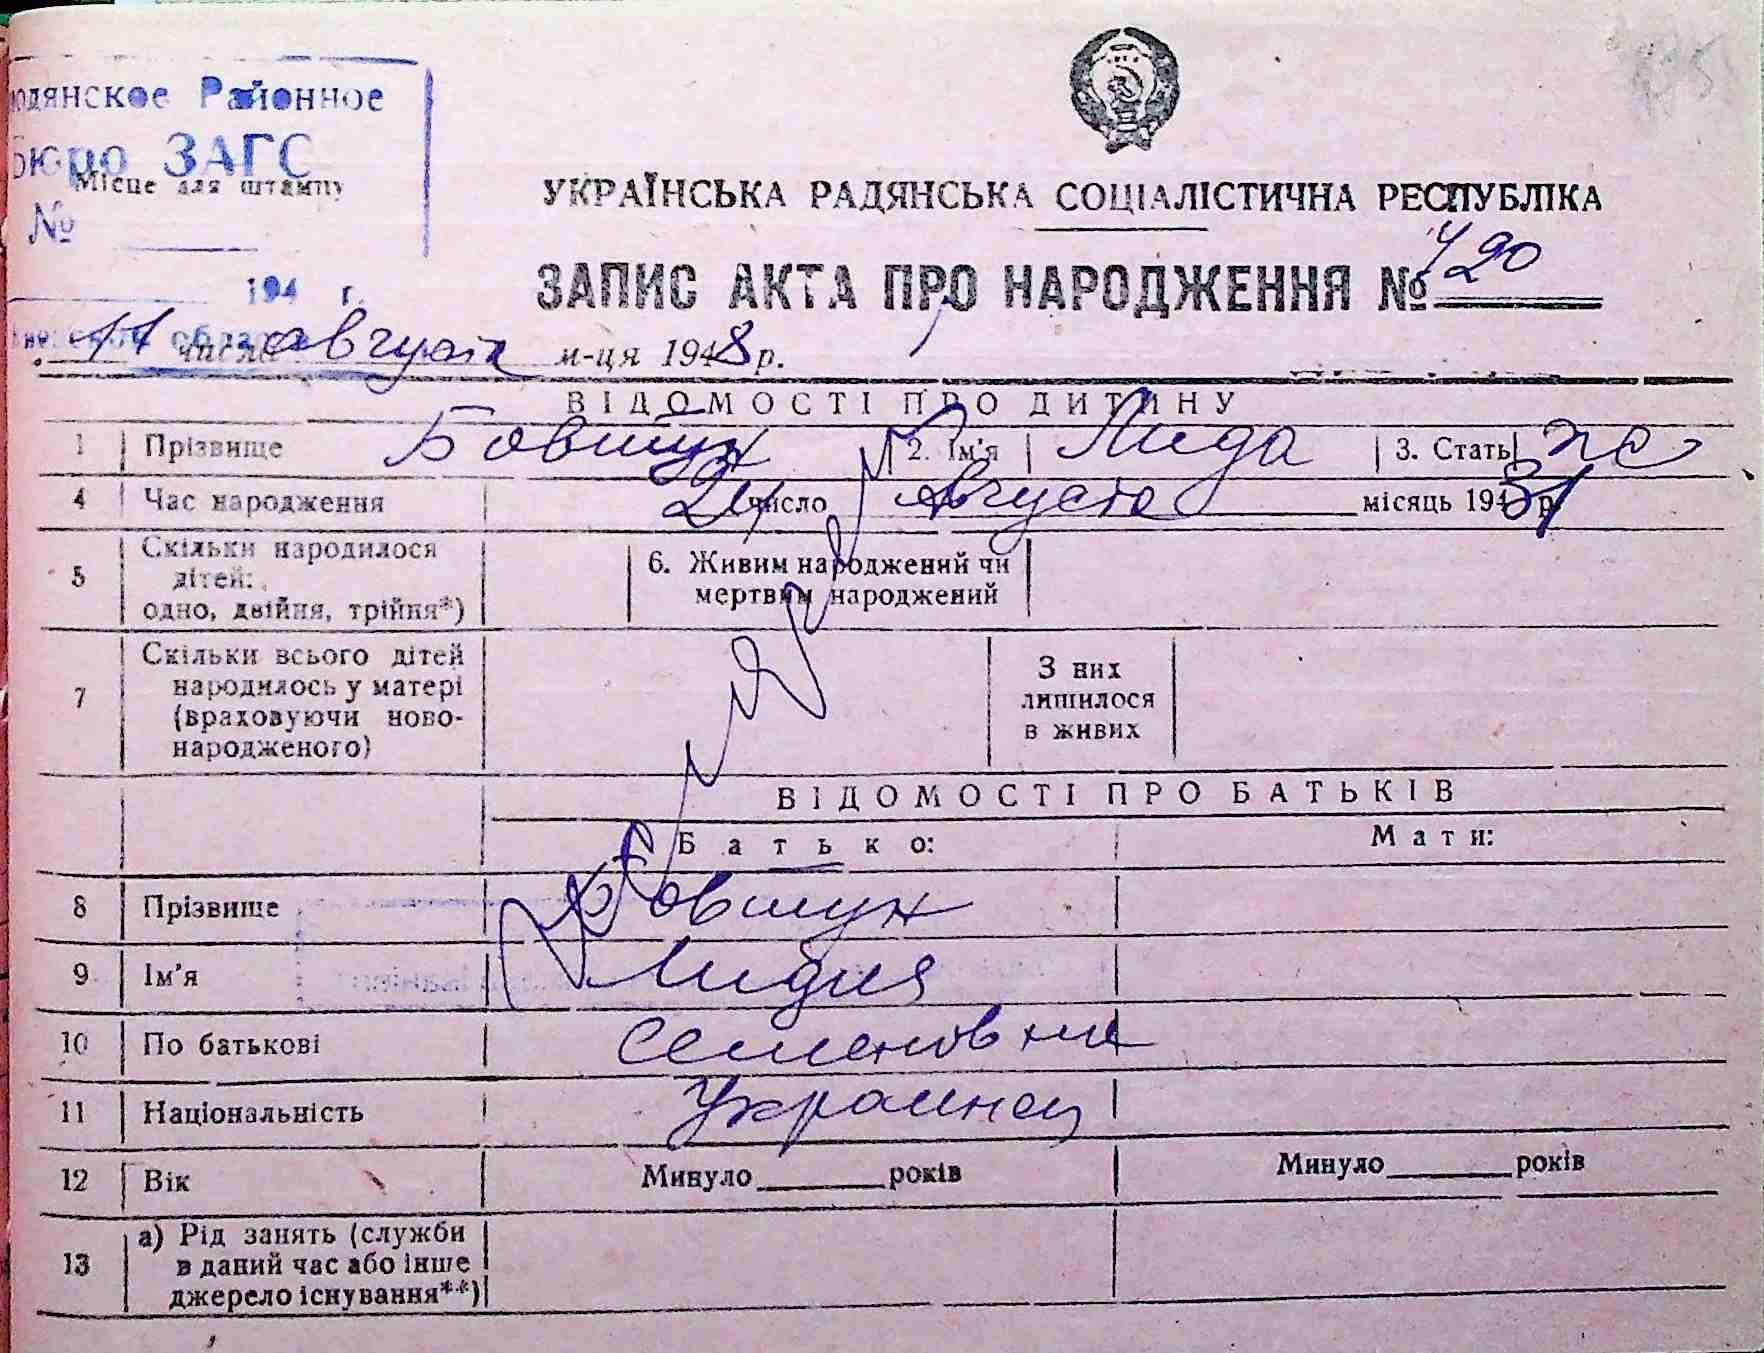 Районное
бюро ЗАГС
Місце для штампу
№
194 г.
УКРАЇНСЬКА РАДЯНСЬКА СОЦІАЛІСТИЧНА РЕСПУБЛІКА
ЗАПИС АКТА ПРО НАРОДЖЕННЯ № 420
11 числа августа м-ця 1948 р.
ВІДОМОСТІ ПРО ДИТИНУ
1 Прізвище Бовшун 2. Ім'я Лида 3. Стать
4 Час народження число Августа місяць 19431 р.
5 Скільки народилося дітей: одно, двійня, трійня*) 6. Живим народжений чи мертвим народжений
7 Скільки всього дітей народилось у матері (враховуючи новонародженого) З них лишилося в живих
ВІДОМОСТІ ПРО БАТЬКІВ
Батько: Мати:
8 Прізвище Бовшун
9 Ім'я Лидия
10 По батькові Семеновна
11 Національність Украинец
12 Вік Минуло років Минуло років
13 а) Рід занять (служби в даний час або інше джерело існування**)